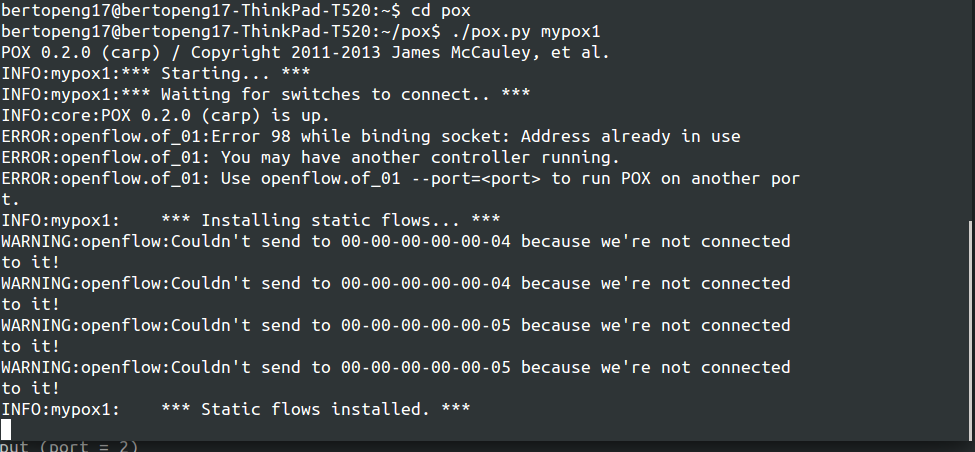 bertopeng17@bertopeng17-ThinkPad-T520:~$ cd pox
bertopeng17@bertopeng17-ThinkPad-T520:~/pox$ ./pox.py mypox1
POX 0.2.0 (carp) / Copyright 2011-2013 James McCauley, et al.
INFO:mypox1:*** Starting... ***
INFO:mypox1:*** Waiting for switches to connect.. ***
INFO:core:POX 0.2.0 (carp) is up.
ERROR:openflow.of_01:Error 98 while binding socket: Address already in use
ERROR:openflow.of_01: You may have another controller running.
ERROR:openflow.of_01: Use openflow.of_01 --port=<port> to run POX on another por
t.
INFO:mypox1:    *** Installing static flows... ***
WARNING:openflow:Couldn't send to 00-00-00-00-00-04 because we're not connected
to it!
WARNING:openflow:Couldn't send to 00-00-00-00-00-04 because we're not connected
to it!
WARNING:openflow:Couldn't send to 00-00-00-00-00-05 because we're not connected
to it!
WARNING:openflow:Couldn't send to 00-00-00-00-00-05 because we're not connected
to it!
INFO:mypox1:    *** Static flows installed. ***
put (port = 2)